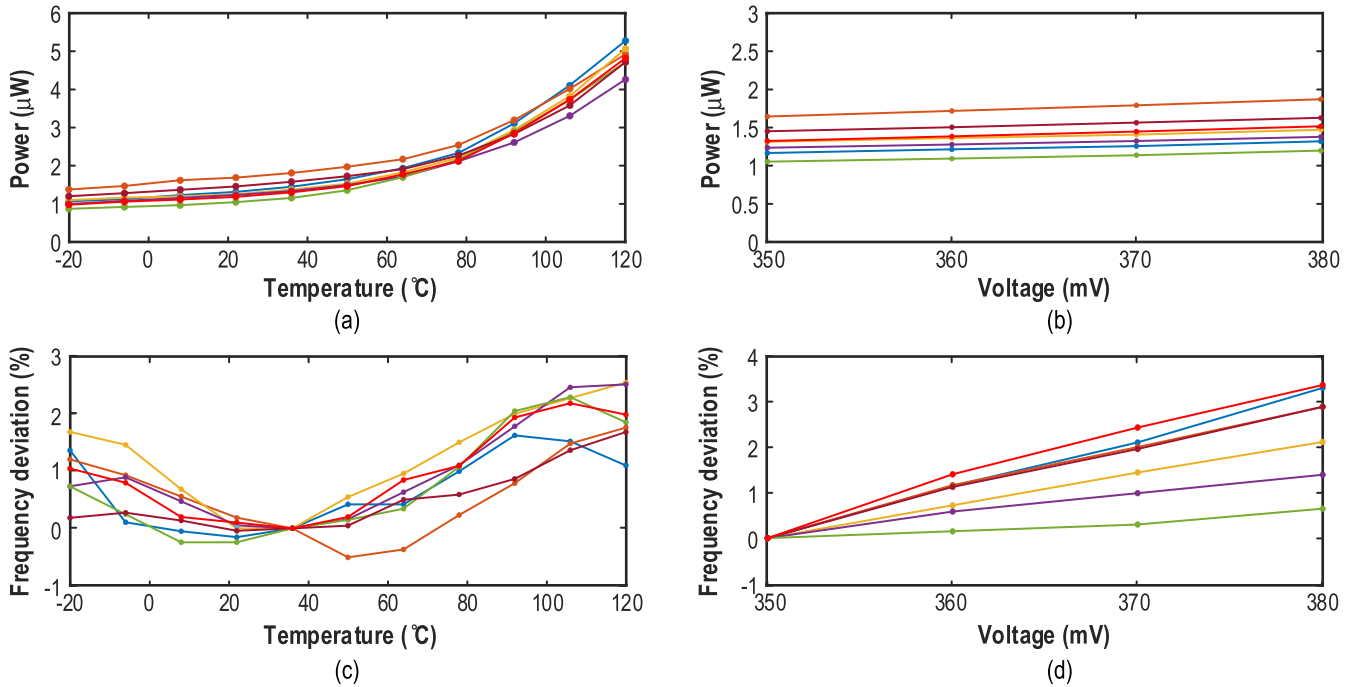 Power (μW)
6
5
4
3
2
1
0
-20 0 20 40 60 80 100 120
Temperature (°C)
(a)
Power (μW)
3
2.5
2
1.5
1
0.5
0
350 360 370 380
Voltage (mV)
(b)
Frequency deviation (%)
3
2
1
0
-1
-20 0 20 40 60 80 100 120
Temperature (°C)
(c)
Frequency deviation (%)
4
3
2
1
0
-1
350 360 370 380
Voltage (mV)
(d)